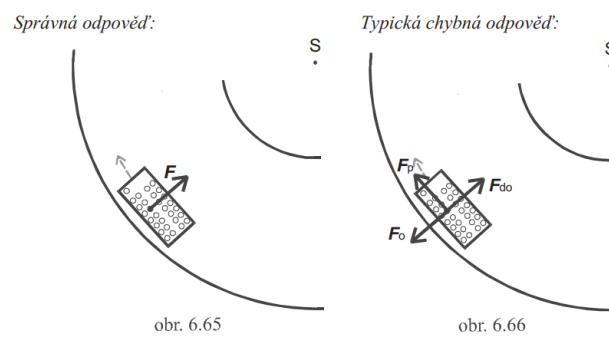 Správná odpověď:
S
F
obr. 6.65
Typická chybná odpověď:
S
Fp
Fdo
Fo
obr. 6.66